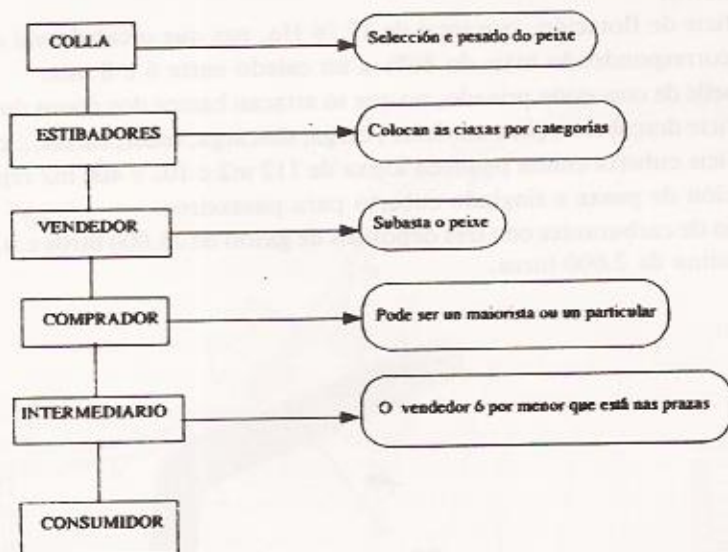 COLLA
Selección e pesado do peixe
ESTIBADORES
Colocan as ciaxas por categorías
VENDEDOR
Subasta o peixe
COMPRADOR
Pode ser un maiorista ou un particular
INTERMEDIARIO
O vendedor ó por menor que está nas prazas
CONSUMIDOR